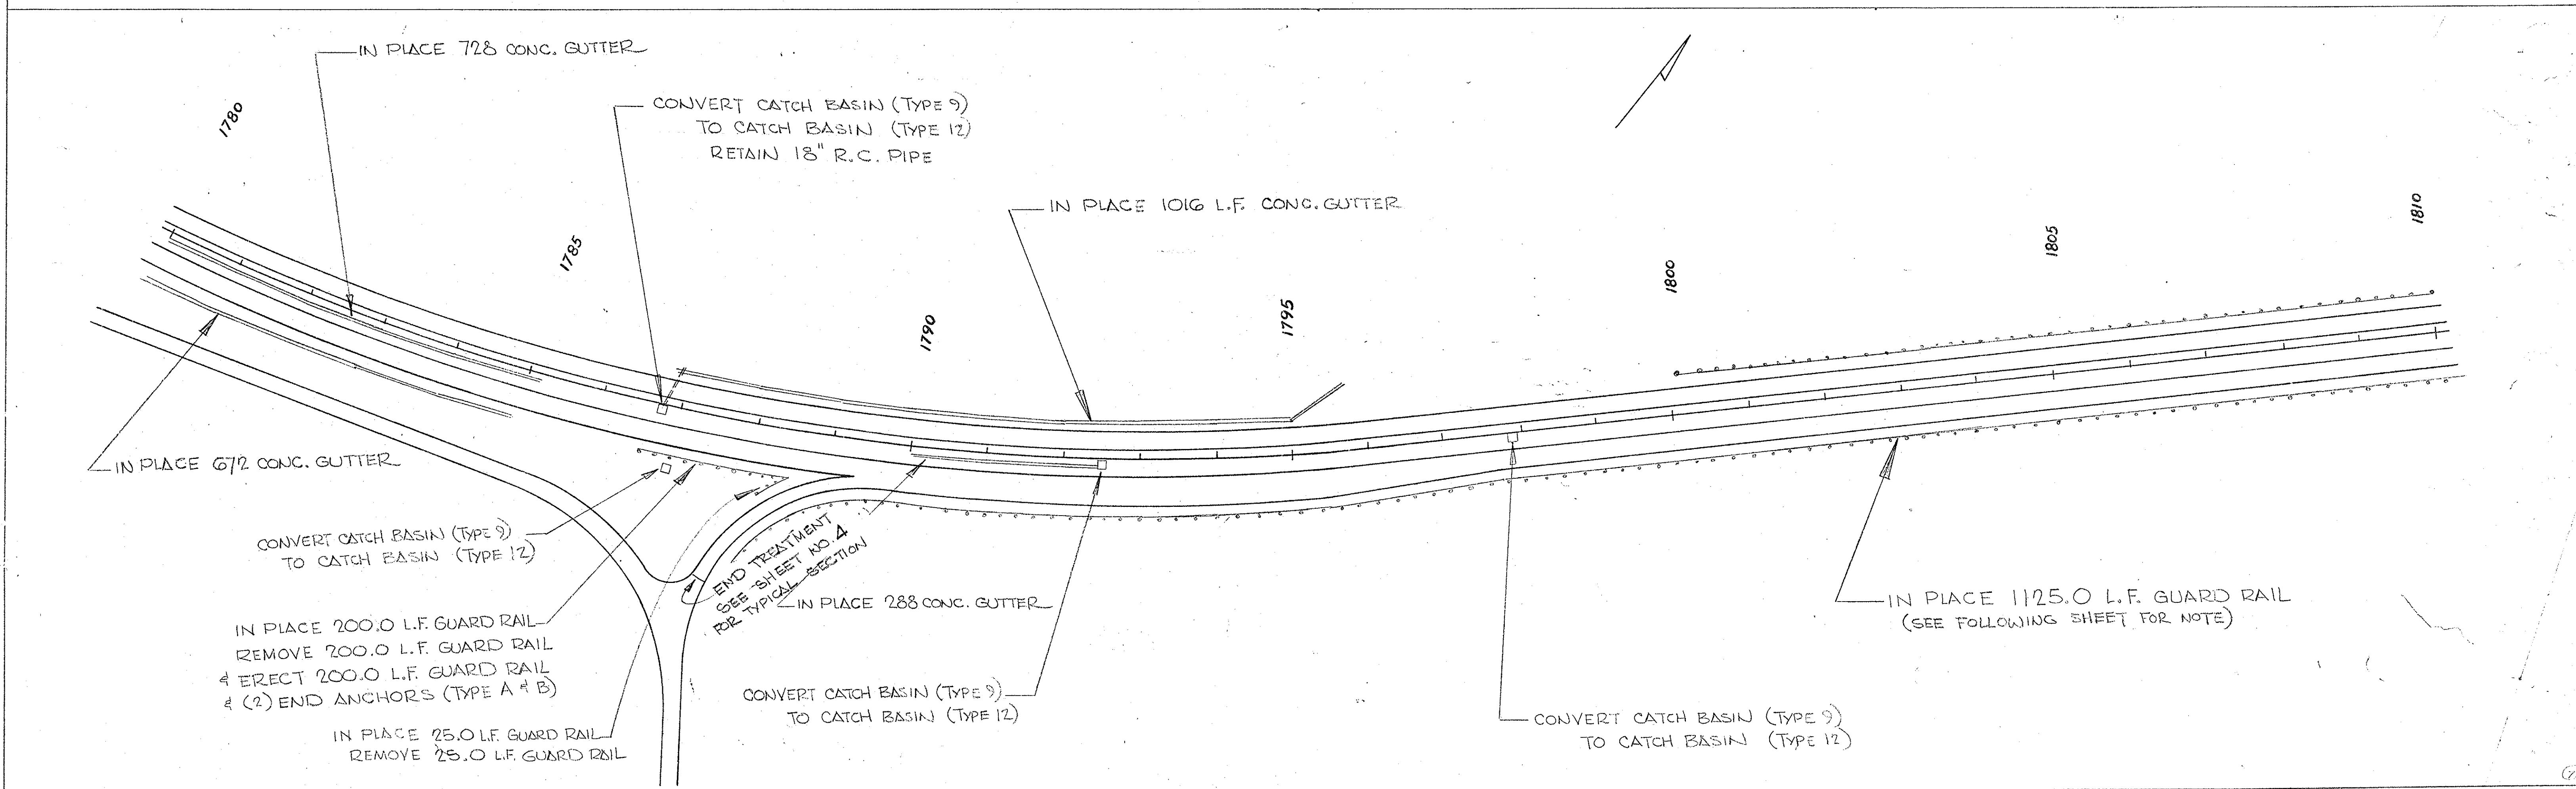 IN PLACE 728 CONC. GUTTER
1780
CONVERT CATCH BASIN (TYPE 9)
TO CATCH BASIN (TYPE 12)
RETAIN 18" R.C. PIPE
1785
IN PLACE 1016 L.F. CONC. GUTTER
1790
1795
1800
1805
1810
IN PLACE 672 CONC. GUTTER
CONVERT CATCH BASIN (TYPE 9)
TO CATCH BASIN (TYPE 12)
END TREATMENT
SEE SHEET NO. 4
FOR TYPICAL SECTION
IN PLACE 288 CONC. GUTTER
IN PLACE 200.0 L.F. GUARD RAIL
REMOVE 200.0 L.F. GUARD RAIL
& ERECT 200.0 L.F. GUARD RAIL
& (2) END ANCHORS (TYPE A & B)
IN PLACE 25.0 L.F. GUARD RAIL
REMOVE 25.0 L.F. GUARD RAIL
CONVERT CATCH BASIN (TYPE 9)
TO CATCH BASIN (TYPE 12)
IN PLACE 1125.0 L.F. GUARD RAIL
(SEE FOLLOWING SHEET FOR NOTE)
CONVERT CATCH BASIN (TYPE 9)
TO CATCH BASIN (TYPE 12)